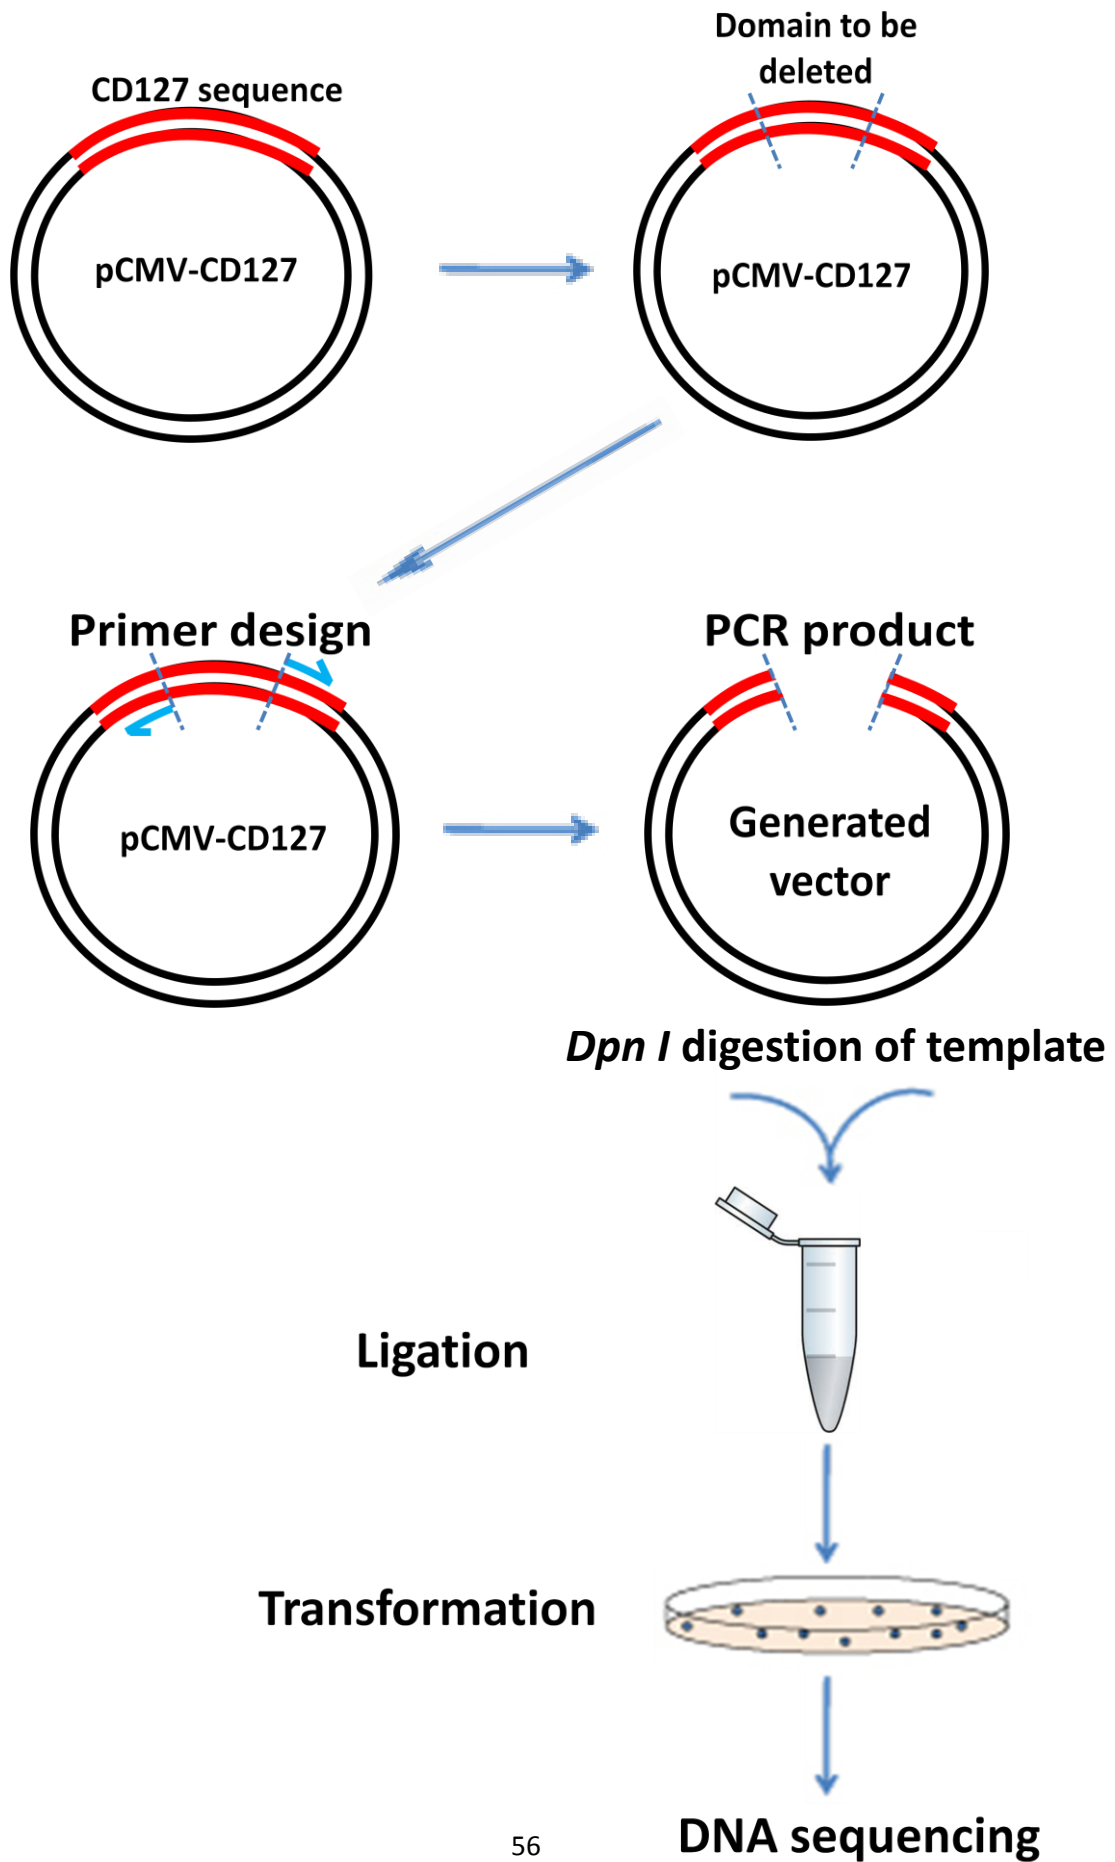 CD127 sequence
pCMV-CD127
Domain to be
deleted
pCMV-CD127
Primer design
pCMV-CD127
PCR product
Generated
vector
Dpn I digestion of template
Ligation
Transformation
DNA sequencing
56